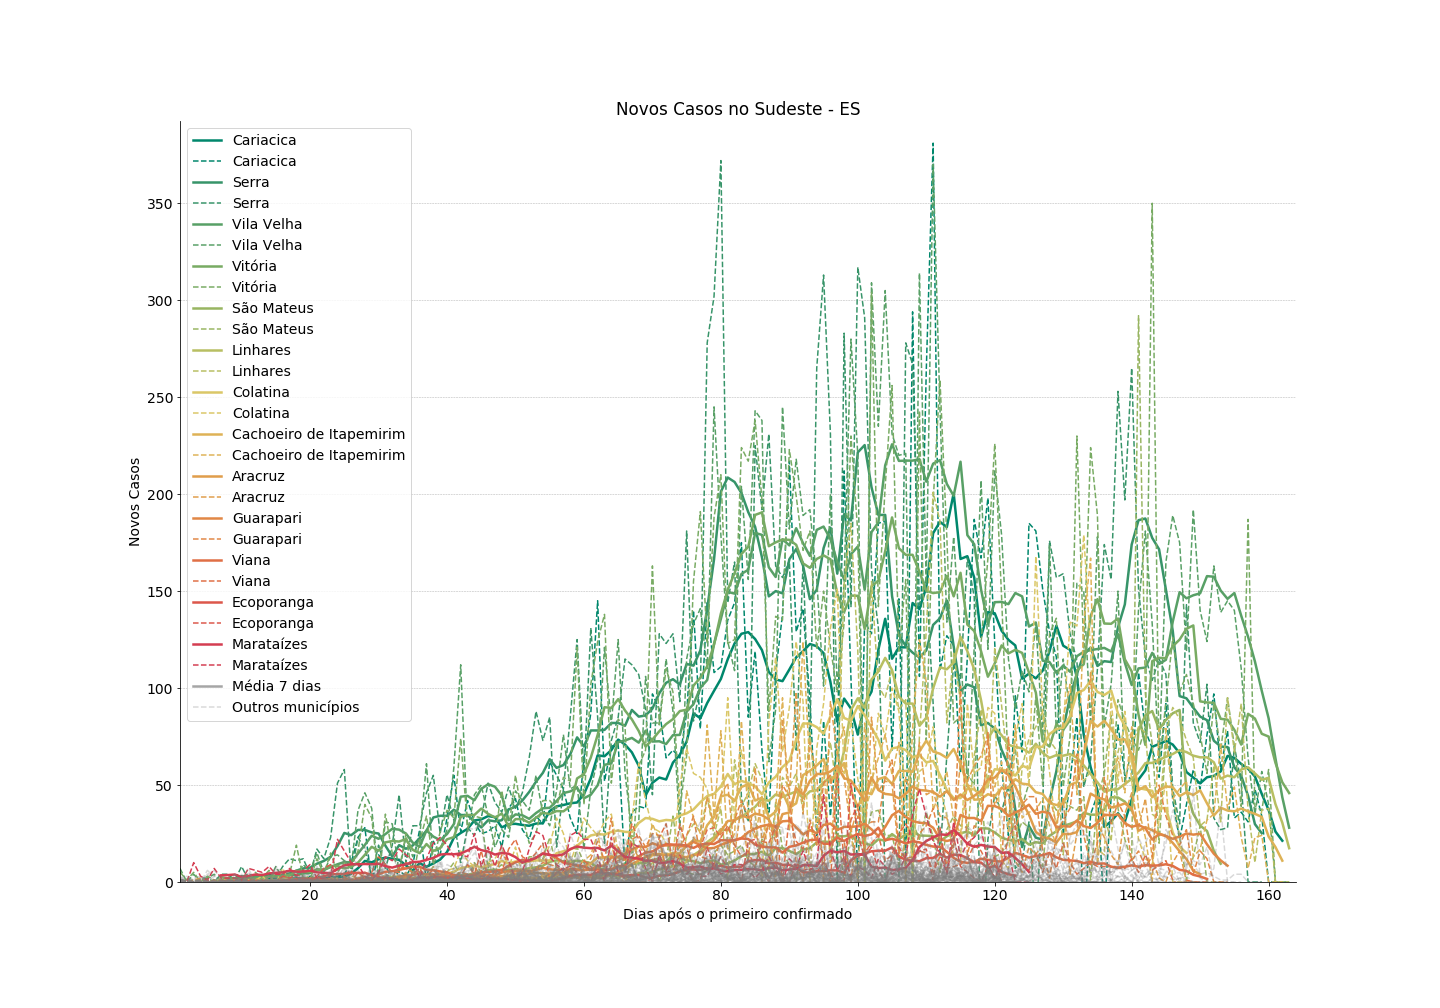 Novos Casos no Sudeste - ES
Cariacica
Cariacica
Serra
Serra
Vila Velha
Vila Velha
Vitória
Vitória
São Mateus
São Mateus
Linhares
Linhares
Colatina
Colatina
Cachoeiro de Itapemirim
Cachoeiro de Itapemirim
Aracruz
Aracruz
Guarapari
Guarapari
Viana
Viana
Ecoporanga
Ecoporanga
Marataízes
Marataízes
Média 7 dias
Outros municípios
Novos Casos
350
300
250
200
150
100
50
0
20 40 60 80 100 120 140 160
Dias após o primeiro confirmado